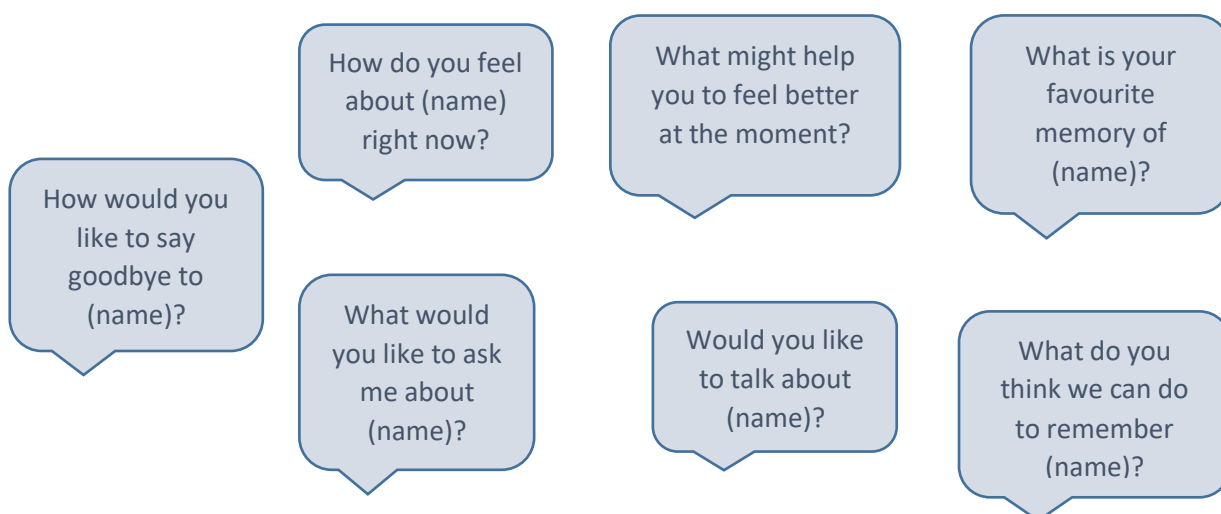 How do you feel
about (name)
right now?
What might help
you to feel better
at the moment?
What is your
favourite
memory of
(name)?
How would you
like to say
goodbye to
(name)?
What would
you like to ask
me about
(name)?
Would you like
to talk about
(name)?
What do you
think we can do
to remember
(name)?